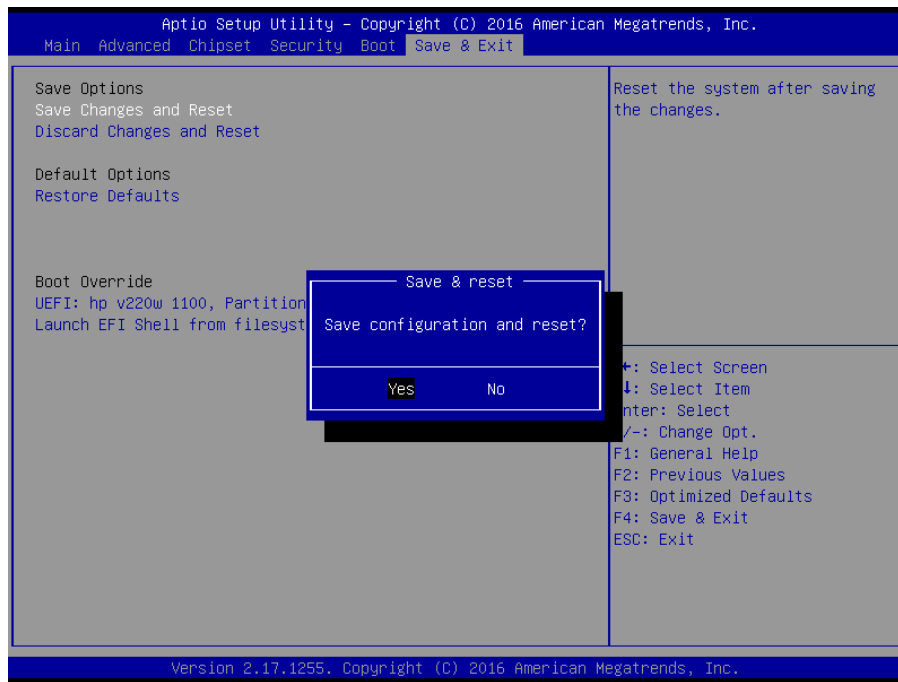 Aptio Setup Utility – Copyright (C) 2016 American Megatrends, Inc.
Main Advanced Chipset Security Boot Save & Exit
Save Options
Save Changes and Reset
Discard Changes and Reset
Default Options
Restore Defaults
Boot Override
UEFI: hp v220w 1100, Partition
Launch EFI Shell from filesyst
Save & reset
Save configuration and reset?
Yes No
Reset the system after saving
the changes.
: Select Screen
↓: Select Item
nter: Select
/-: Change Opt.
F1: General Help
F2: Previous Values
F3: Optimized Defaults
F4: Save & Exit
ESC: Exit
Version 2.17.1255. Copyright (C) 2016 American Megatrends, Inc.